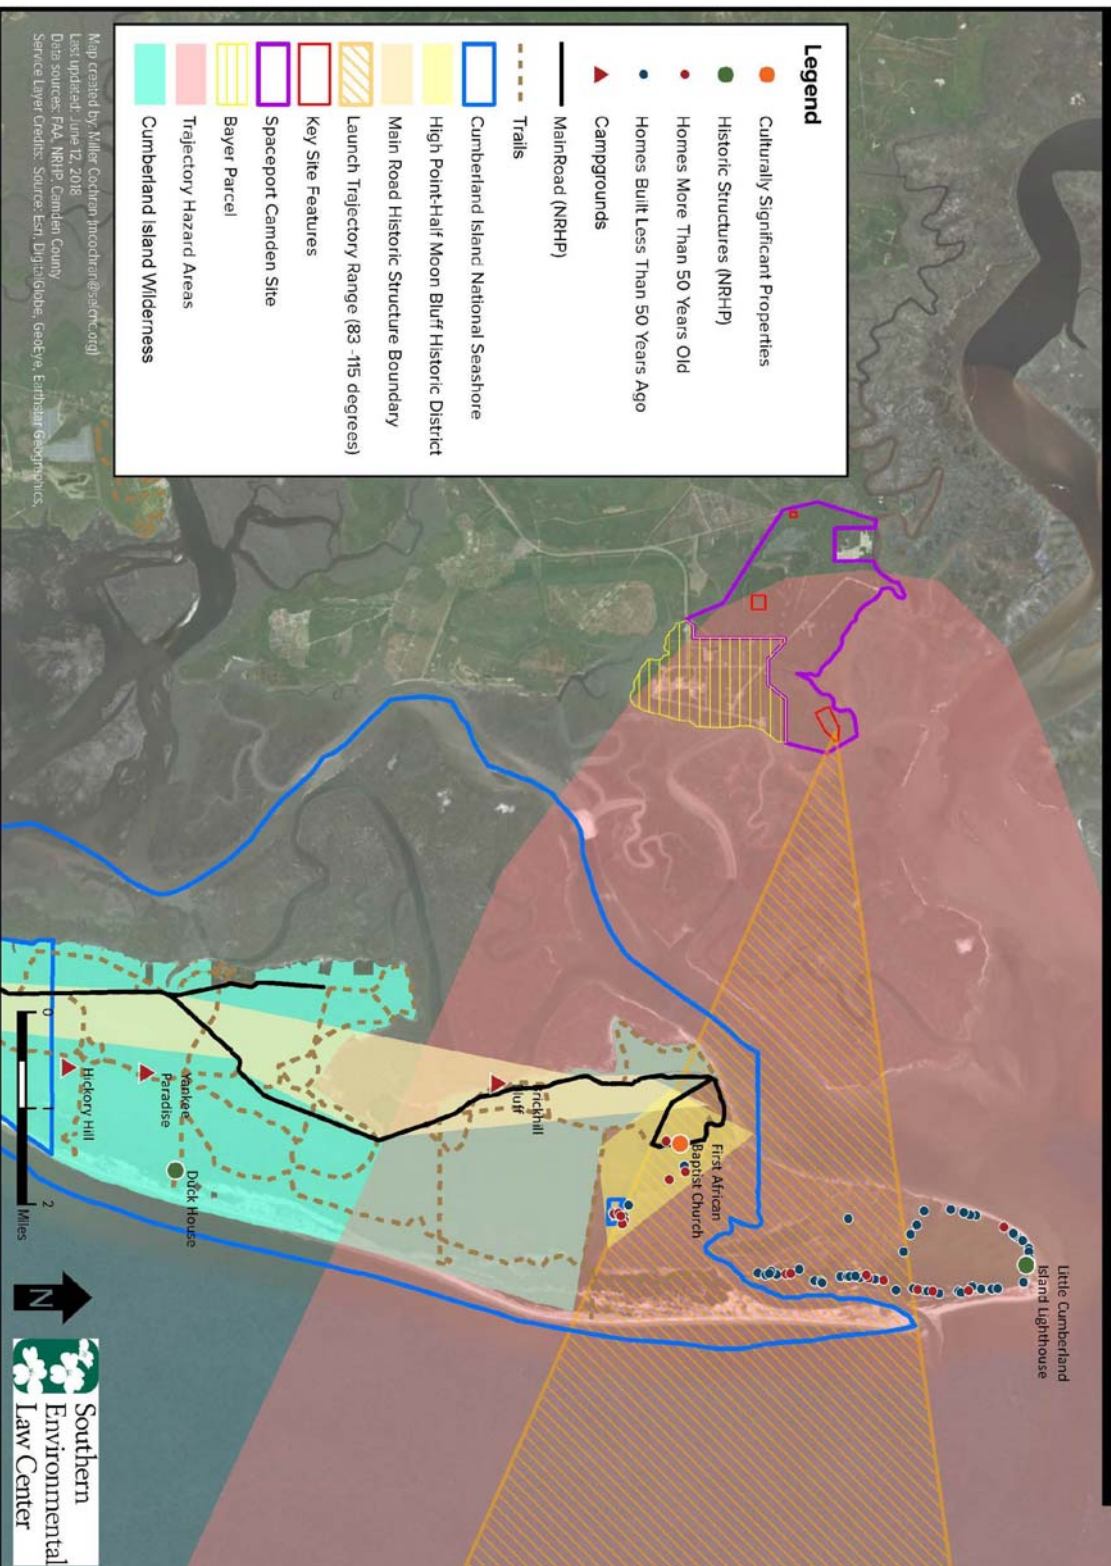 Legend
Culturally Significant Properties
Historic Structures (NRHP)
Homes More Than 50 Years Old
Homes Built Less Than 50 Years Ago
Campgrounds
MainRoad (NRHP)
Trails
Cumberland Island National Seashore
High Point-Half Moon Bluff Historic District
Main Road Historic Structure Boundary
Launch Trajectory Range (83 -115 degrees)
Key Site Features
Spaceport Camden Site
Bayer Parcel
Trajectory Hazard Areas
Cumberland Island Wilderness
Map created by: Miller Cochran (mcochran@selcnc.org)
Last updated: June 12, 2018
Data sources: FAA, NRHP, Camden County
Service Layer Credits: Source: Esri, DigitalGlobe, GeoEye, Earthstar Geographics,
Little Cumberland
Island Lighthouse
First African
Baptist Church
Brickhill
Bluff
Yankee
Paradise
Duck House
Hickory Hill
0 1 2
Miles
N
Southern
Environmental
Law Center